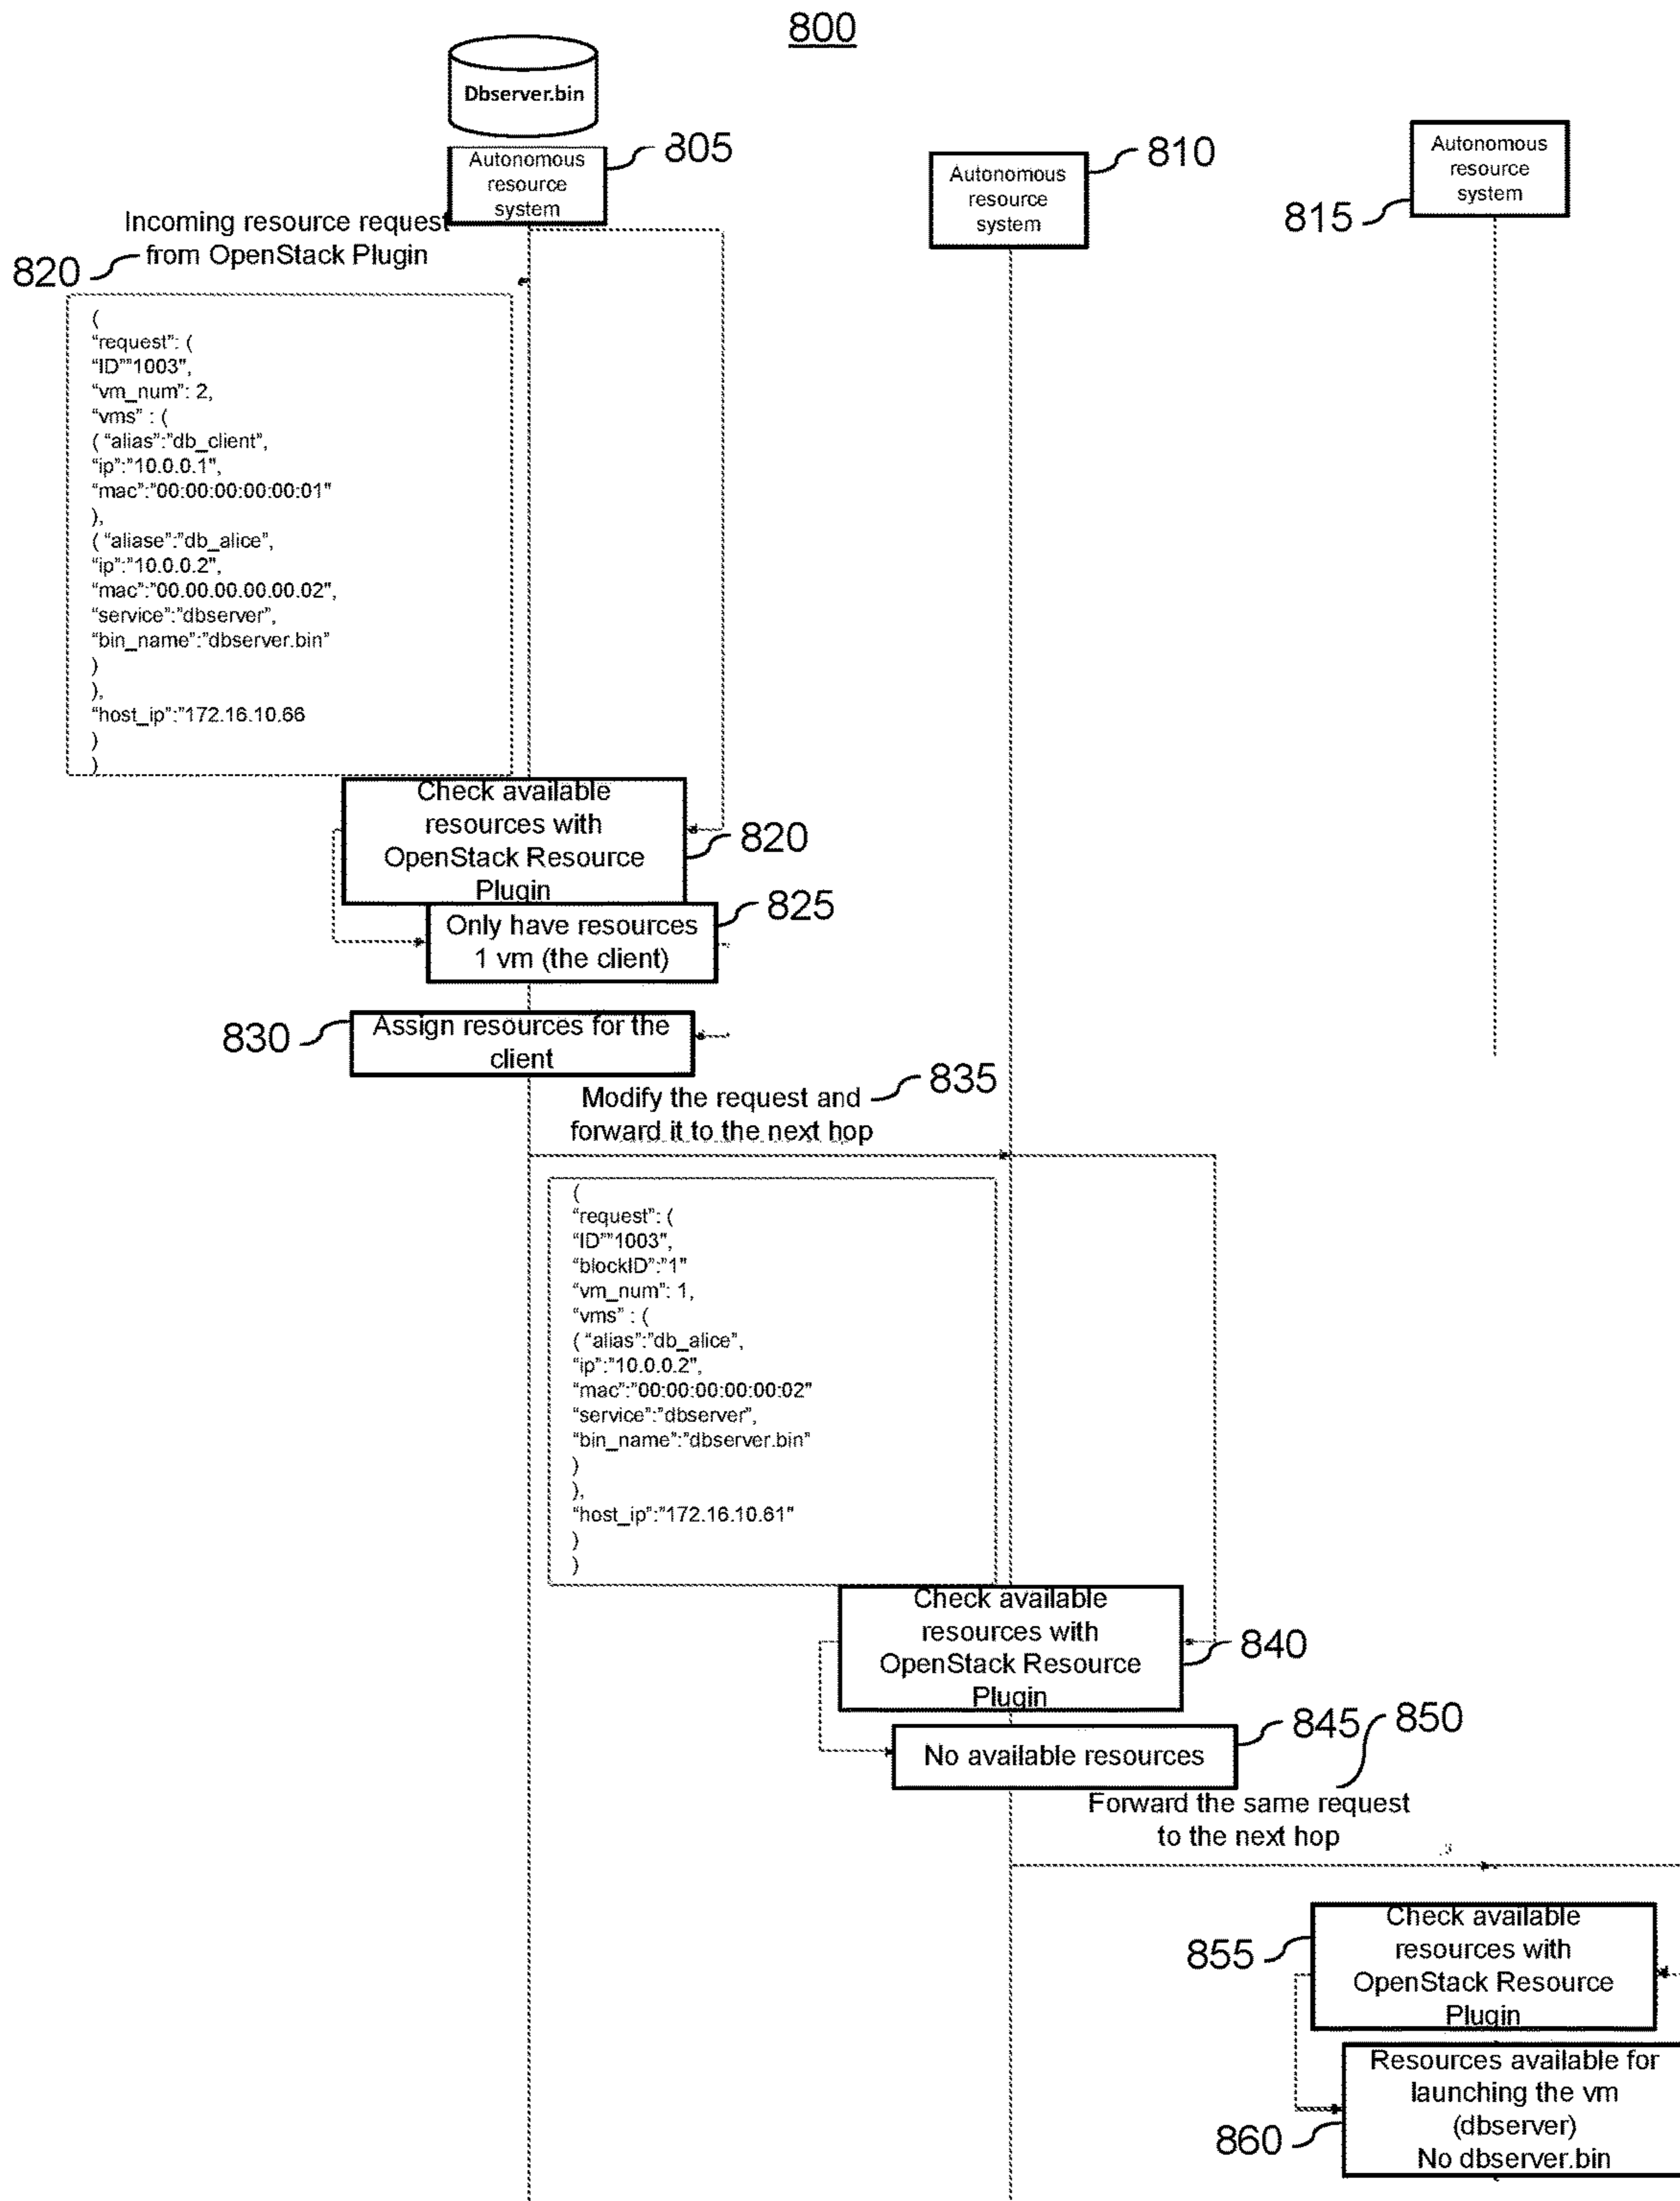 800
Dbserver.bin
Autonomous
resource
system
805
Autonomous
resource
system
810
Autonomous
resource
system
815
Incoming resource request
from OpenStack Plugin
820
(
“request”: (
“ID”“1003”,
“vm_num”: 2,
“vms” : (
( “alias”:”db_client”,
“ip”:”10.0.0.1”,
“mac”:”00:00:00:00:00:01”
),
( “aliase”:”db_alice”,
“ip”:”10.0.0.2”,
“mac”:”00.00.00.00.00.02”,
“service”:”dbserver”,
“bin_name”:”dbserver.bin”
)
),
“host_ip”:”172.16.10.66
)
)
Check available
resources with
OpenStack Resource
Plugin
820
Only have resources
1 vm (the client)
825
830
Assign resources for the
client
Modify the request and
forward it to the next hop
835
(
“request”: (
“ID”“1003”,
“blockID”:”1”
“vm_num”: 1,
“vms” : (
( “alias”:”db_alice”,
“ip”:”10.0.0.2”,
“mac”:”00:00:00:00:00:02”
“service”:”dbserver”,
“bin_name”:”dbserver.bin”
)
),
“host_ip”:”172.16.10.61”
)
)
Check available
resources with
OpenStack Resource
Plugin
840
No available resources
845
850
Forward the same request
to the next hop
Check available
resources with
OpenStack Resource
Plugin
855
Resources available for
launching the vm
(dbserver)
No dbserver.bin
860